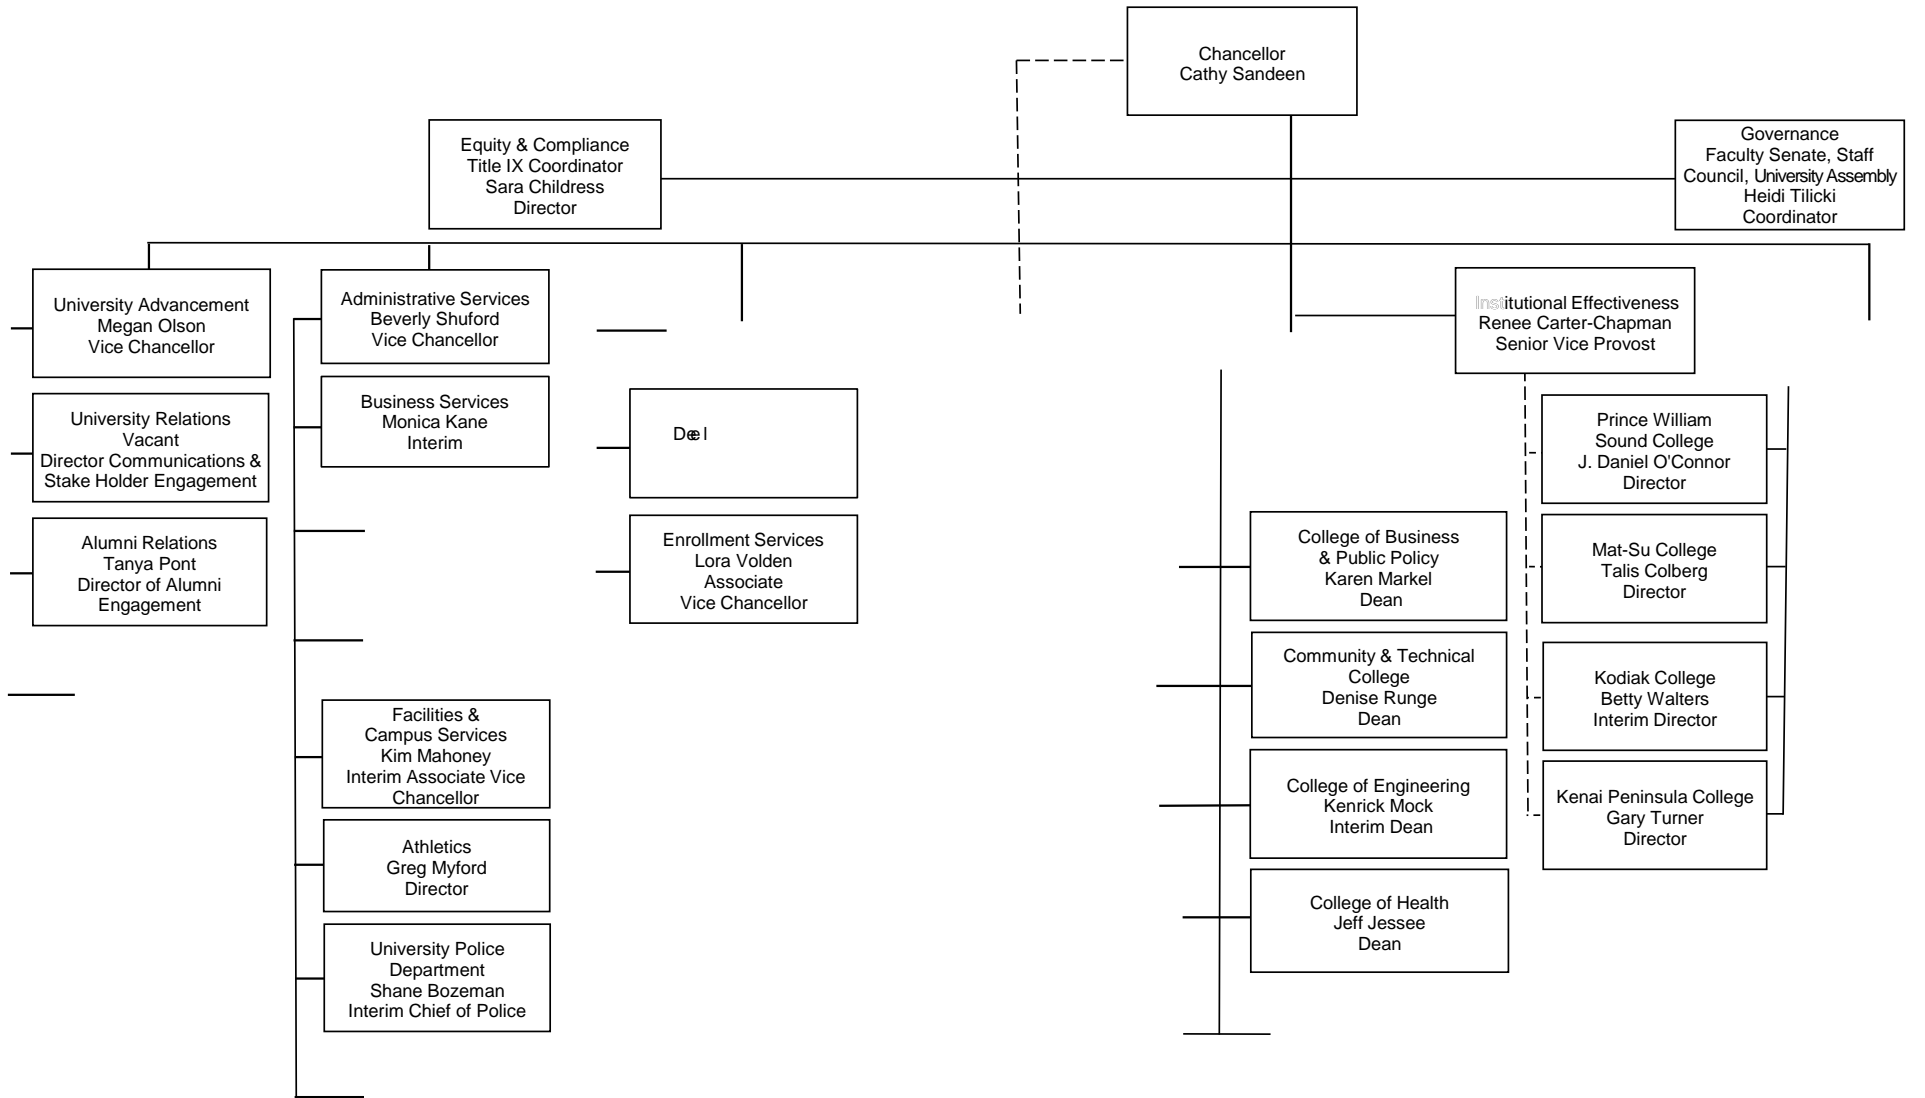 Chancellor
Cathy Sandeen
Equity & Compliance
Title IX Coordinator
Sara Childress
Director
Governance
Faculty Senate, Staff
Council, University Assembly
Heidi Tilicki
Coordinator
University Advancement
Megan Olson
Vice Chancellor
University Relations
Vacant
Director Communications &
Stake Holder Engagement
Alumni Relations
Tanya Pont
Director of Alumni
Engagement
Administrative Services
Beverly Shuford
Vice Chancellor
Business Services
Monica Kane
Interim
Facilities &
Campus Services
Kim Mahoney
Interim Associate Vice
Chancellor
Athletics
Greg Myford
Director
University Police
Department
Shane Bozeman
Interim Chief of Police
Enrollment Services
Lora Volden
Associate
Vice Chancellor
Institutional Effectiveness
Renee Carter-Chapman
Senior Vice Provost
College of Business
& Public Policy
Karen Markel
Dean
Community & Technical
College
Denise Runge
Dean
College of Engineering
Kenrick Mock
Interim Dean
College of Health
Jeff Jessee
Dean
Prince William
Sound College
J. Daniel O'Connor
Director
Mat-Su College
Talis Colberg
Director
Kodiak College
Betty Walters
Interim Director
Kenai Peninsula College
Gary Turner
Director